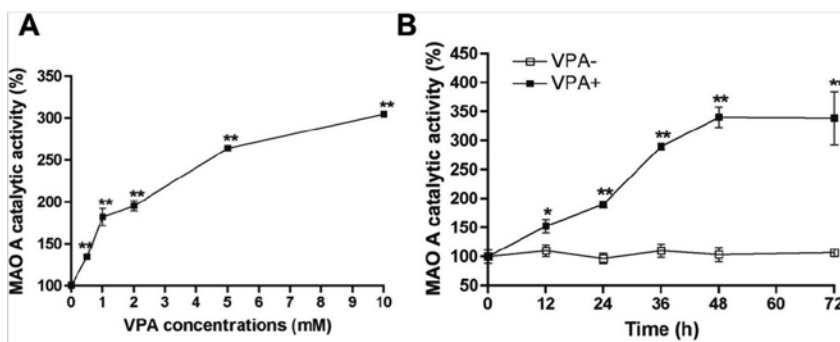 A
MAO A catalytic activity (%)
350
300
250
200
150
100
**
**
**
**
**
0 1 2 3 4 5 6 7 8 9 10
VPA concentrations (mM)
B
MAO A catalytic activity (%)
450
400
350
300
250
200
150
100
50
VPA-
VPA+
*
**
**
**
**
0 12 24 36 48 60 72
Time (h)